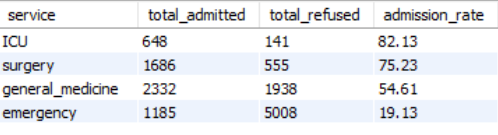 service total_admitted total_refused admission_rate
ICU 648 141 82.13
surgery 1686 555 75.23
general_medicine 2332 1938 54.61
emergency 1185 5008 19.13